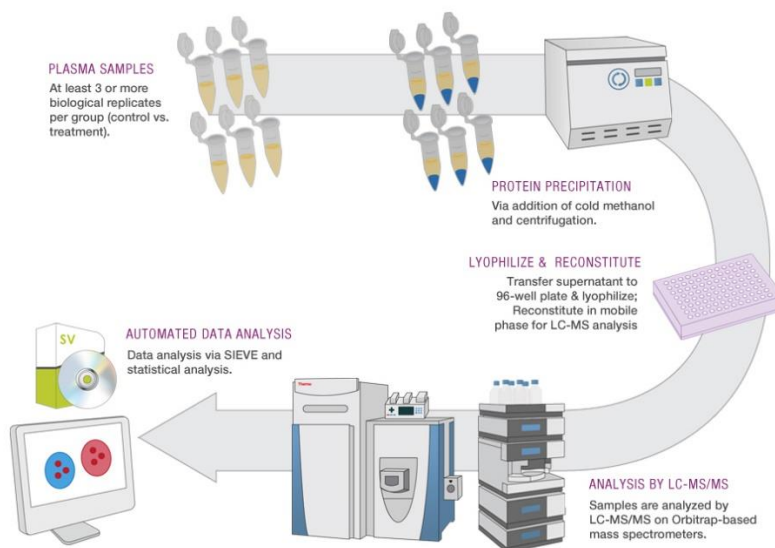 PLASMA SAMPLES
At least 3 or more
biological replicates
per group (control vs.
treatment).
PROTEIN PRECIPITATION
Via addition of cold methanol
and centrifugation.
LYOPHILIZE & RECONSTITUTE
Transfer supernatant to
96-well plate & lyophilize;
Reconstitute in mobile
phase for LC-MS analysis
AUTOMATED DATA ANALYSIS
Data analysis via SIEVE and
statistical analysis.
SV
Thermo
ANALYSIS BY LC-MS/MS
Samples are analyzed by
LC-MS/MS on Orbitrap-based
mass spectrometers.